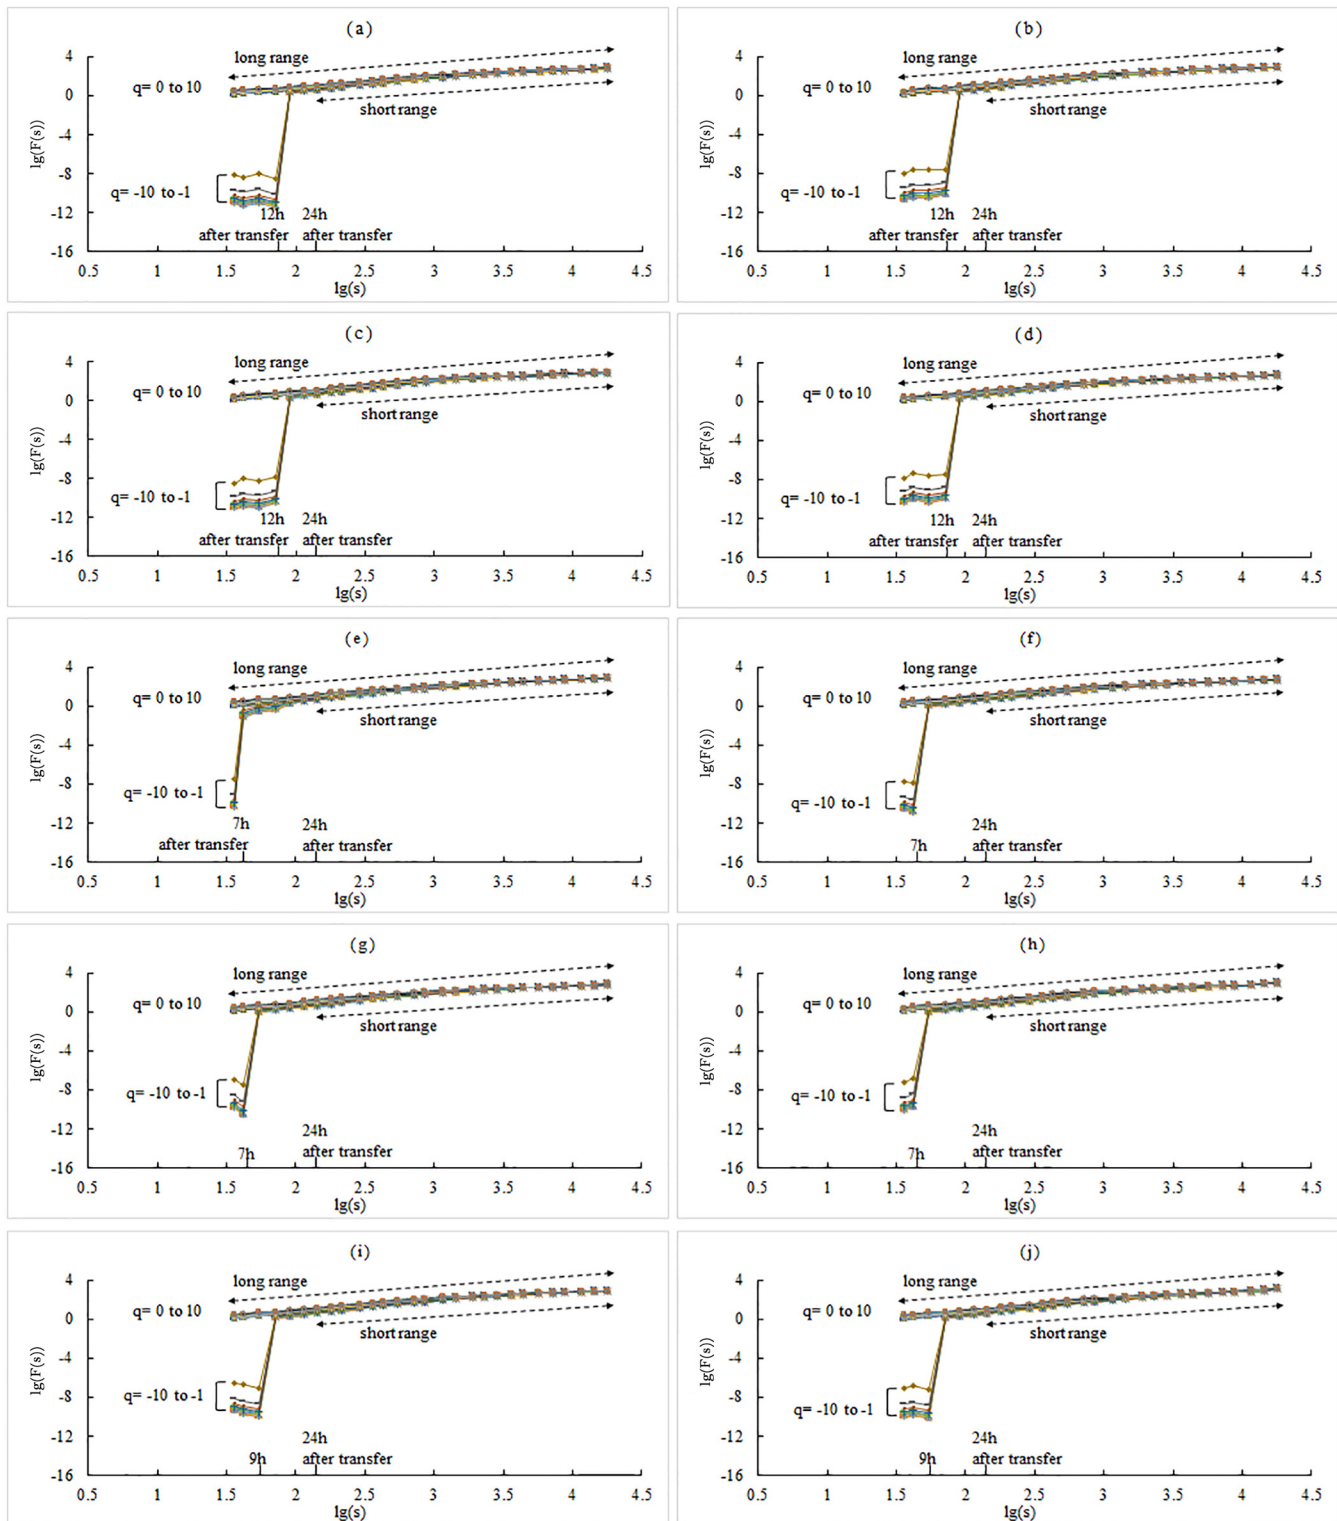 (a)
4
long range
0
q= 0 to 10
short range
lg(F(s))
-4
-8
q= -10 to -1
-12
12h
24h
after transfer
after transfer
-16
0.5 1 1.5 2 2.5 3 3.5 4 4.5
lg(s)
(b)
4
long range
0
q= 0 to 10
short range
lg(F(s))
-4
-8
q= -10 to -1
-12
12h
24h
after transfer
after transfer
-16
0.5 1 1.5 2 2.5 3 3.5 4 4.5
lg(s)
(c)
4
long range
0
q= 0 to 10
short range
lg(F(s))
-4
-8
q= -10 to -1
-12
12h
24h
after transfer
after transfer
-16
0.5 1 1.5 2 2.5 3 3.5 4 4.5
lg(s)
(d)
4
long range
0
q= 0 to 10
short range
lg(F(s))
-4
-8
q= -10 to -1
-12
12h
24h
after transfer
after transfer
-16
0.5 1 1.5 2 2.5 3 3.5 4 4.5
lg(s)
(e)
4
long range
0
q= 0 to 10
short range
lg(F(s))
-4
-8
q= -10 to -1
-12
7h
24h
after transfer
after transfer
-16
0.5 1 1.5 2 2.5 3 3.5 4 4.5
lg(s)
(f)
4
long range
0
q= 0 to 10
short range
lg(F(s))
-4
-8
q= -10 to -1
-12
24h
7h
after transfer
-16
0.5 1 1.5 2 2.5 3 3.5 4 4.5
lg(s)
(g)
4
long range
0
q= 0 to 10
short range
lg(F(s))
-4
-8
q= -10 to -1
-12
24h
7h
after transfer
-16
0.5 1 1.5 2 2.5 3 3.5 4 4.5
lg(s)
(h)
4
long range
0
q= 0 to 10
short range
lg(F(s))
-4
-8
q= -10 to -1
-12
24h
7h
after transfer
-16
0.5 1 1.5 2 2.5 3 3.5 4 4.5
lg(s)
(i)
4
long range
0
q= 0 to 10
short range
lg(F(s))
-4
-8
q= -10 to -1
-12
24h
9h
after transfer
-16
0.5 1 1.5 2 2.5 3 3.5 4 4.5
lg(s)
(j)
4
long range
0
q= 0 to 10
short range
lg(F(s))
-4
-8
q= -10 to -1
-12
24h
9h
after transfer
-16
0.5 1 1.5 2 2.5 3 3.5 4 4.5
lg(s)